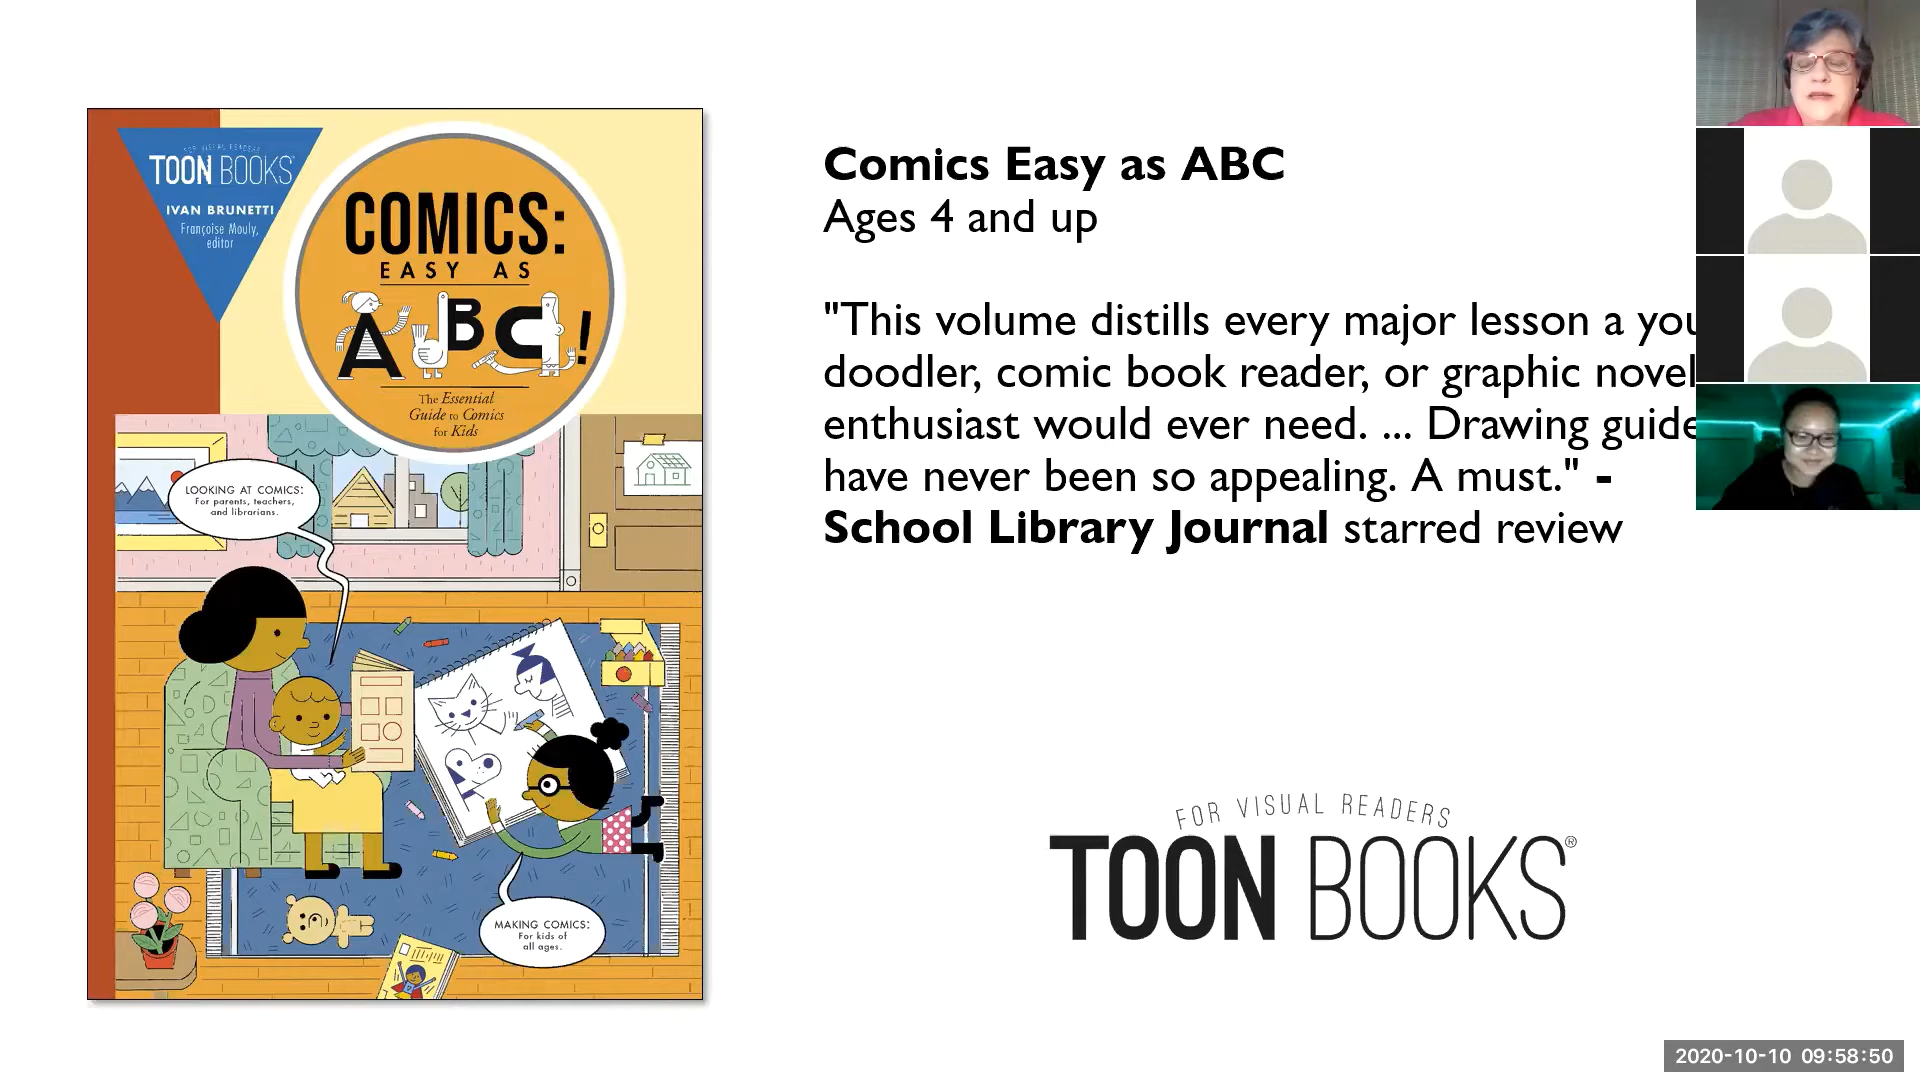 FOR VISUAL READERS
TOON BOOKS®
IVAN BRUNETTI
Françoise Mouly,
editor
COMICS:
EASY AS
ABC!
The Essential
Guide to Comics
for Kids
LOOKING AT COMICS:
For parents, teachers,
and librarians.
MAKING COMICS:
For kids of
all ages.
Comics Easy as ABC
Ages 4 and up
"This volume distills every major lesson a you
doodler, comic book reader, or graphic novel
enthusiast would ever need. ... Drawing guide
have never been so appealing. A must." -
School Library Journal starred review
FOR VISUAL READERS
TOON BOOKS®
2020-10-10 09:58:50